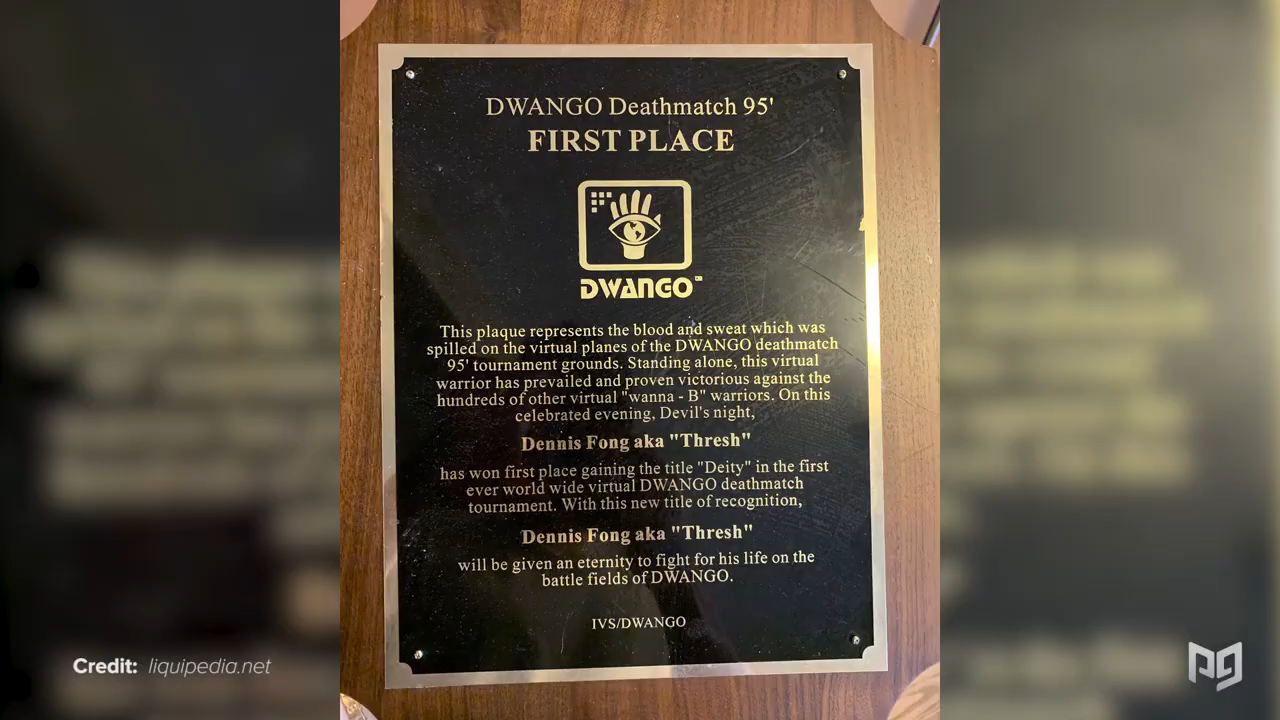 DWANGO Deathmatch 95'
FIRST PLACE
DWANGO™
This plaque represents the blood and sweat which was
spilled on the virtual planes of the DWANGO deathmatch
95' tournament grounds. Standing alone, this virtual
warrior has prevailed and proven victorious against the
hundreds of other virtual "wanna - B" warriors. On this
celebrated evening, Devil's night,
Dennis Fong aka "Thresh"
has won first place gaining the title "Deity" in the first
ever world wide virtual DWANGO deathmatch
tournament. With this new title of recognition,
Dennis Fong aka "Thresh"
will be given an eternity to fight for his life on the
battle fields of DWANGO.
IVS/DWANGO
Credit: liquipedia.net
pg